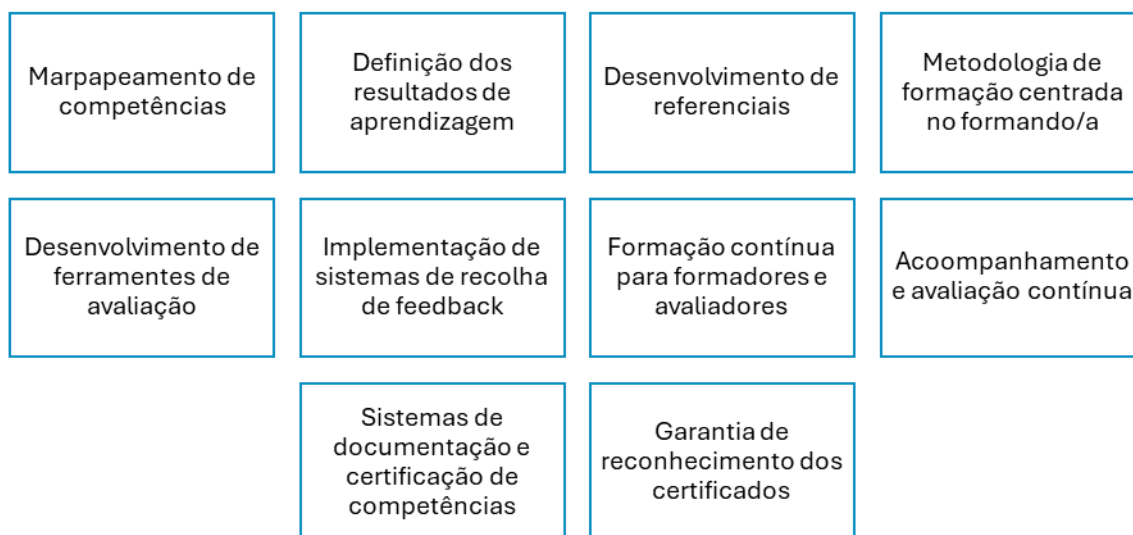 Marpapeamento de
competências
Definição dos
resultados de
aprendizagem
Desenvolvimento de
referenciais
Metodologia de
formação centrada
no formando/a
Desenvolvimento de
ferramentes de
avaliação
Implementação de
sistemas de recolha
de feedback
Formação contínua
para formadores e
avaliadores
Acoompanhamento
e avaliação contínua
Sistemas de
documentação e
certificação de
competências
Garantia de
reconhecimento dos
certificados